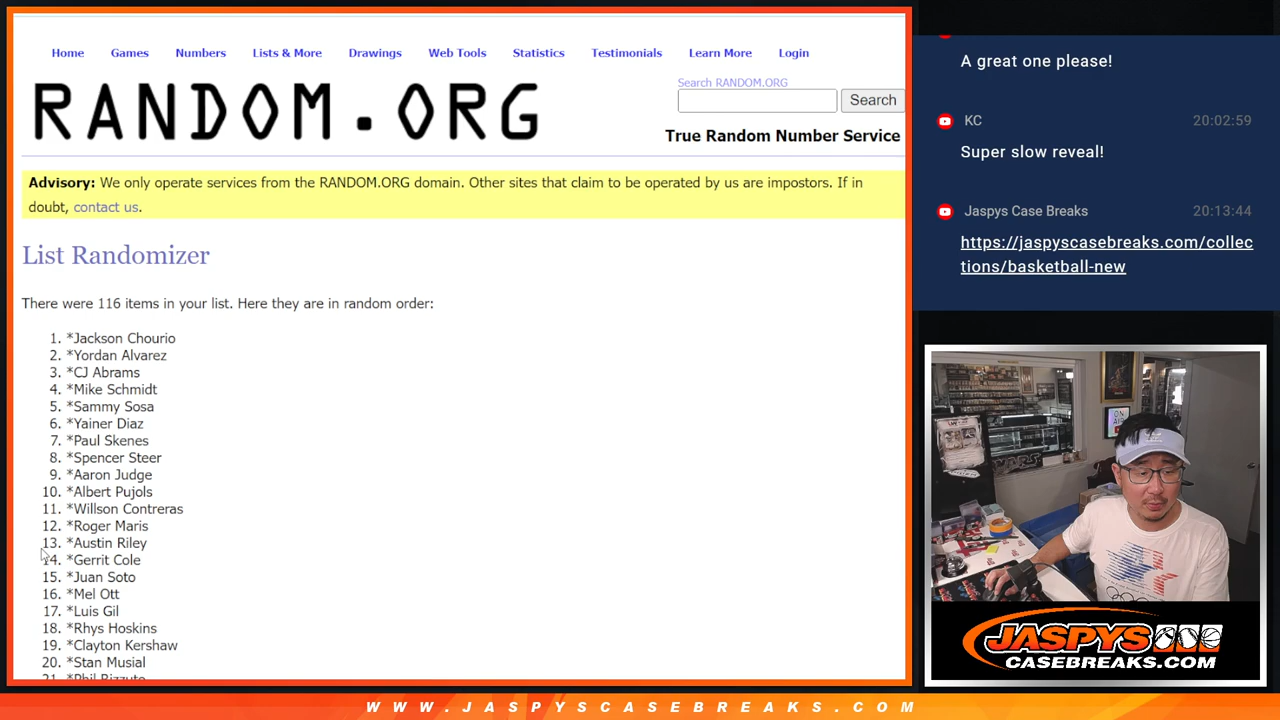 Home Games Numbers Lists & More Drawings Web Tools Statistics Testimonials Learn More Login
RANDOM.ORG
Search RANDOM.ORG
Search
True Random Number Service
Advisory: We only operate services from the RANDOM.ORG domain. Other sites that claim to be operated by us are impostors. If in
doubt, contact us.
List Randomizer
There were 116 items in your list. Here they are in random order:
1. *Jackson Chourio
2. *Yordan Alvarez
3. *CJ Abrams
4. *Mike Schmidt
5. *Sammy Sosa
6. *Yainer Diaz
7. *Paul Skenes
8. *Spencer Steer
9. *Aaron Judge
10. *Albert Pujols
11. *Willson Contreras
12. *Roger Maris
13. *Austin Riley
14. *Gerrit Cole
15. *Juan Soto
16. *Mel Ott
17. *Luis Gil
18. *Rhys Hoskins
19. *Clayton Kershaw
20. *Stan Musial
21. *Phil Rizzuto
A great one please!
KC 20:02:59
Super slow reveal!
Jaspys Case Breaks 20:13:44
https://jaspyscasebreaks.com/collec
tions/basketball-new
ON
AIR
JASPYS
CASEBREAKS.COM
WWW.JASPYSCASEBREAKS.COM